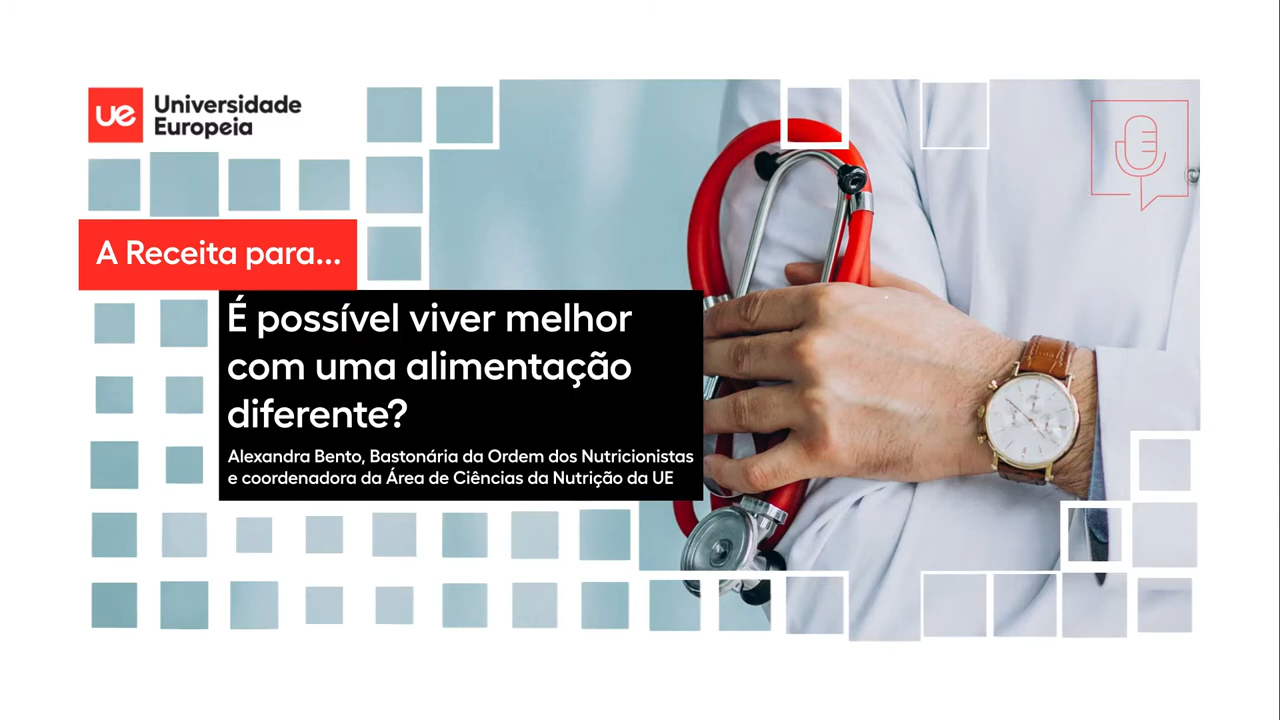 ue Universidade
Europeia
A Receita para...
É possível viver melhor
com uma alimentação
diferente?
Alexandra Bento, Bastonária da Ordem dos Nutricionistas
e coordenadora da Área de Ciências da Nutrição da UE